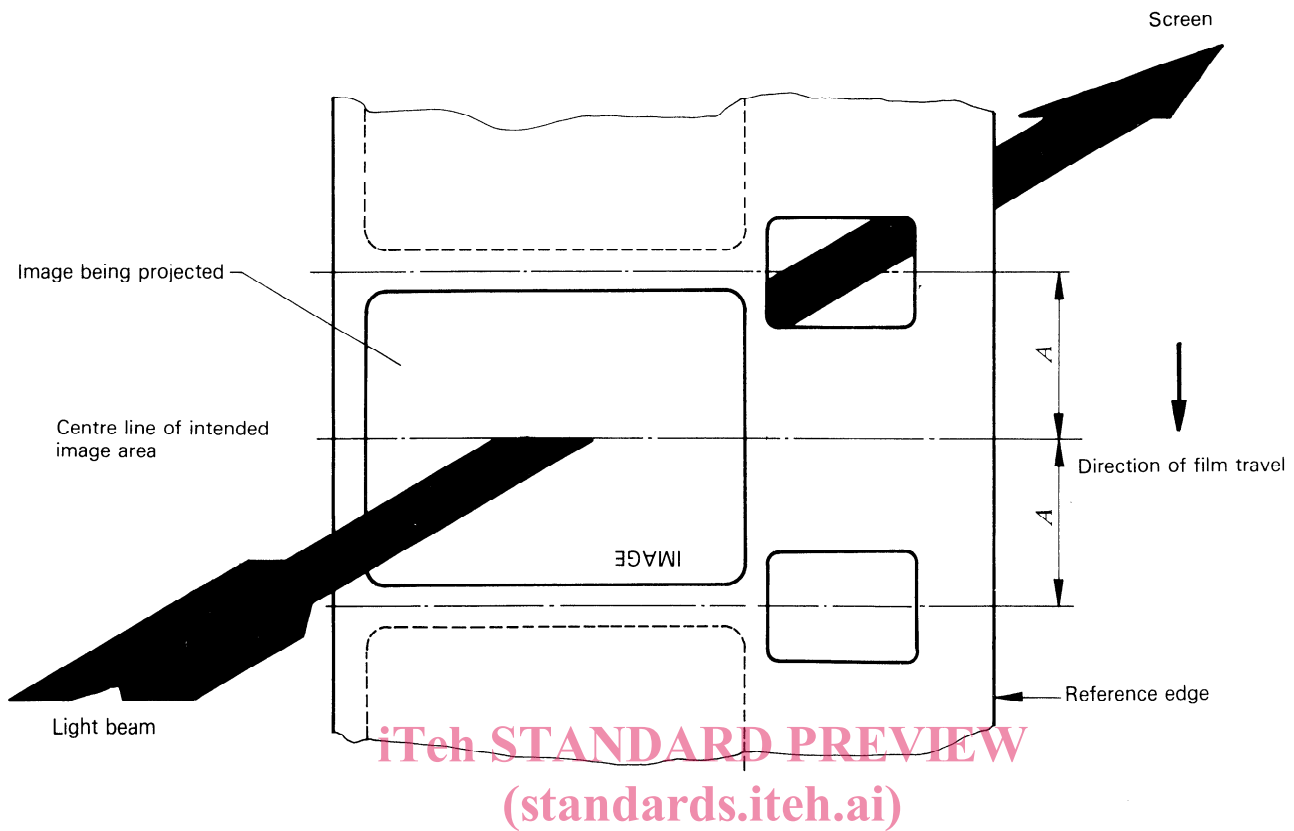 Screen
Image being projected
A
Centre line of intended
image area
Direction of film travel
A
IMAGE
Reference edge
Light beam
iTeh STANDARD PREVIEW
(standards.iteh.ai)